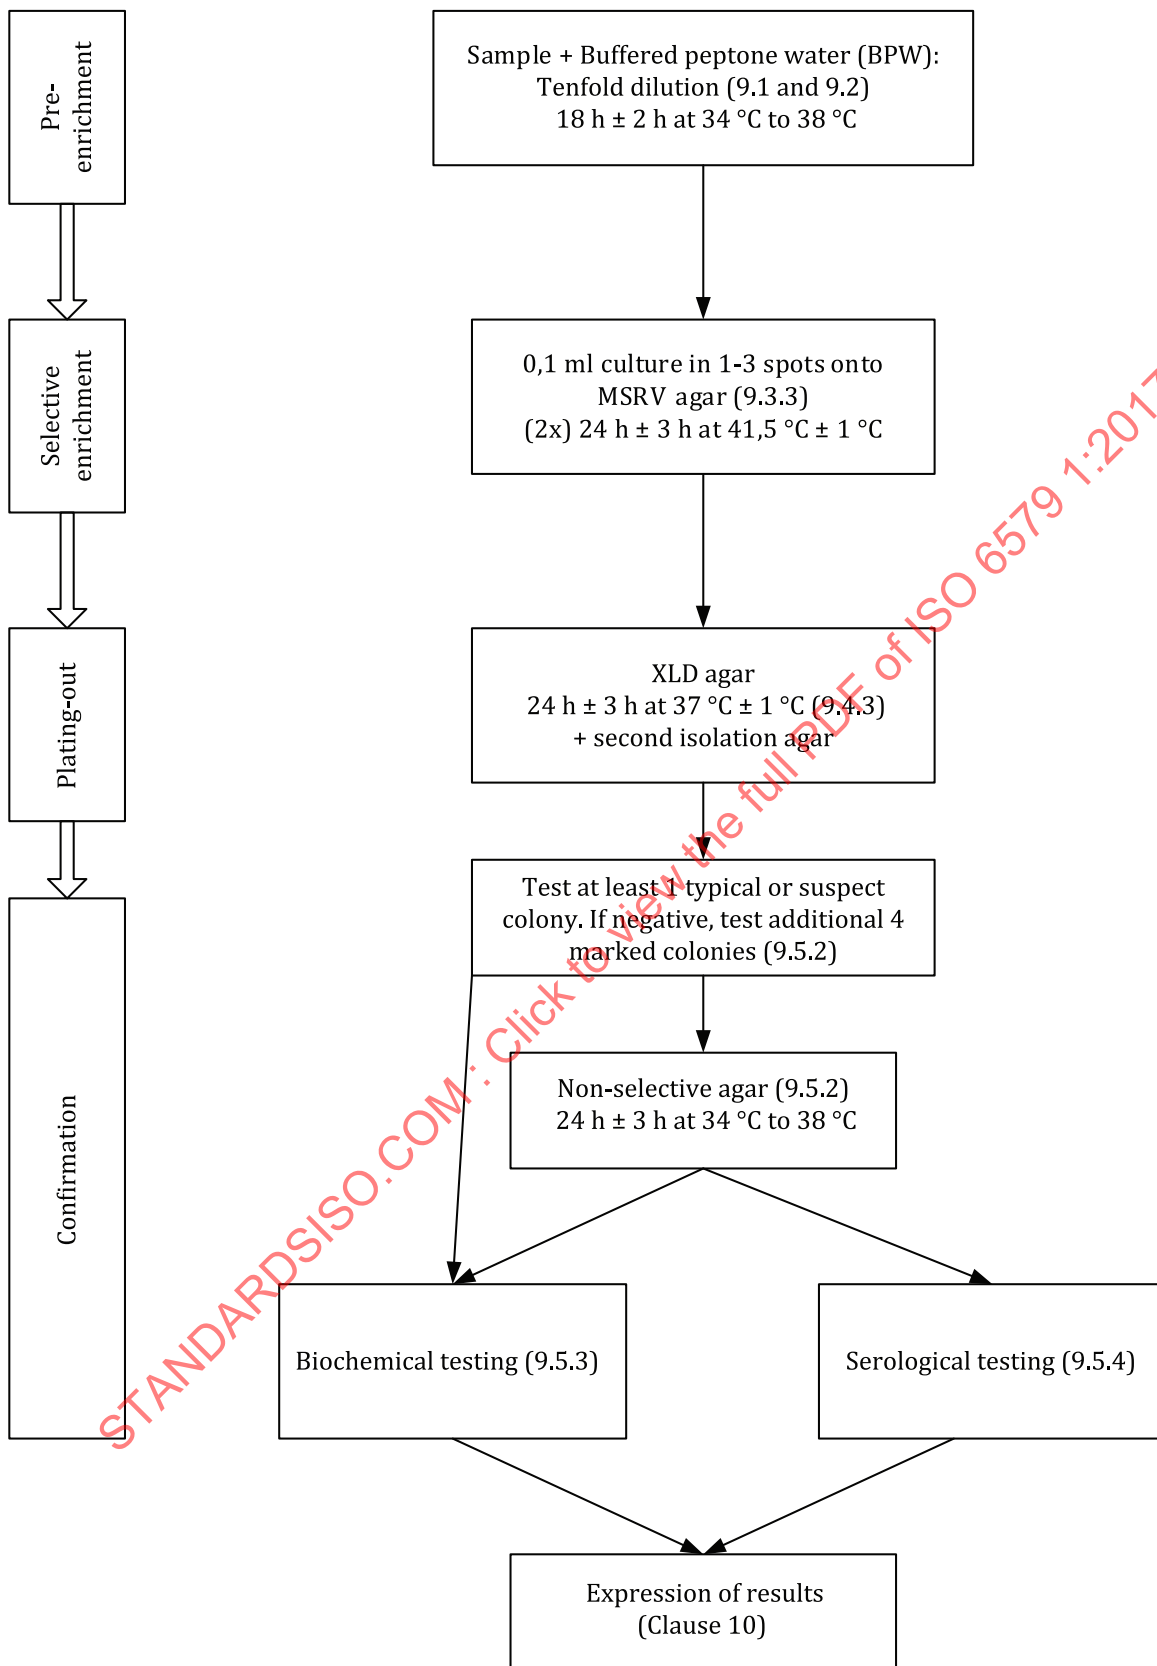 Pre-
enrichment
Sample + Buffered peptone water (BPW):
Tenfold dilution (9.1 and 9.2)
18 h ± 2 h at 34 °C to 38 °C
Selective
enrichment
0,1 ml culture in 1-3 spots onto
MSRV agar (9.3.3)
(2x) 24 h ± 3 h at 41,5 °C ± 1 °C
Plating-out
XLD agar
24 h ± 3 h at 37 °C ± 1 °C (9.4.3)
+ second isolation agar
Confirmation
Test at least 1 typical or suspect
colony. If negative, test additional 4
marked colonies (9.5.2)
Non-selective agar (9.5.2)
24 h ± 3 h at 34 °C to 38 °C
Biochemical testing (9.5.3)
Serological testing (9.5.4)
Expression of results
(Clause 10)
STANDARDSISO.COM : Click to view the full PDF of ISO 6579 1:2017